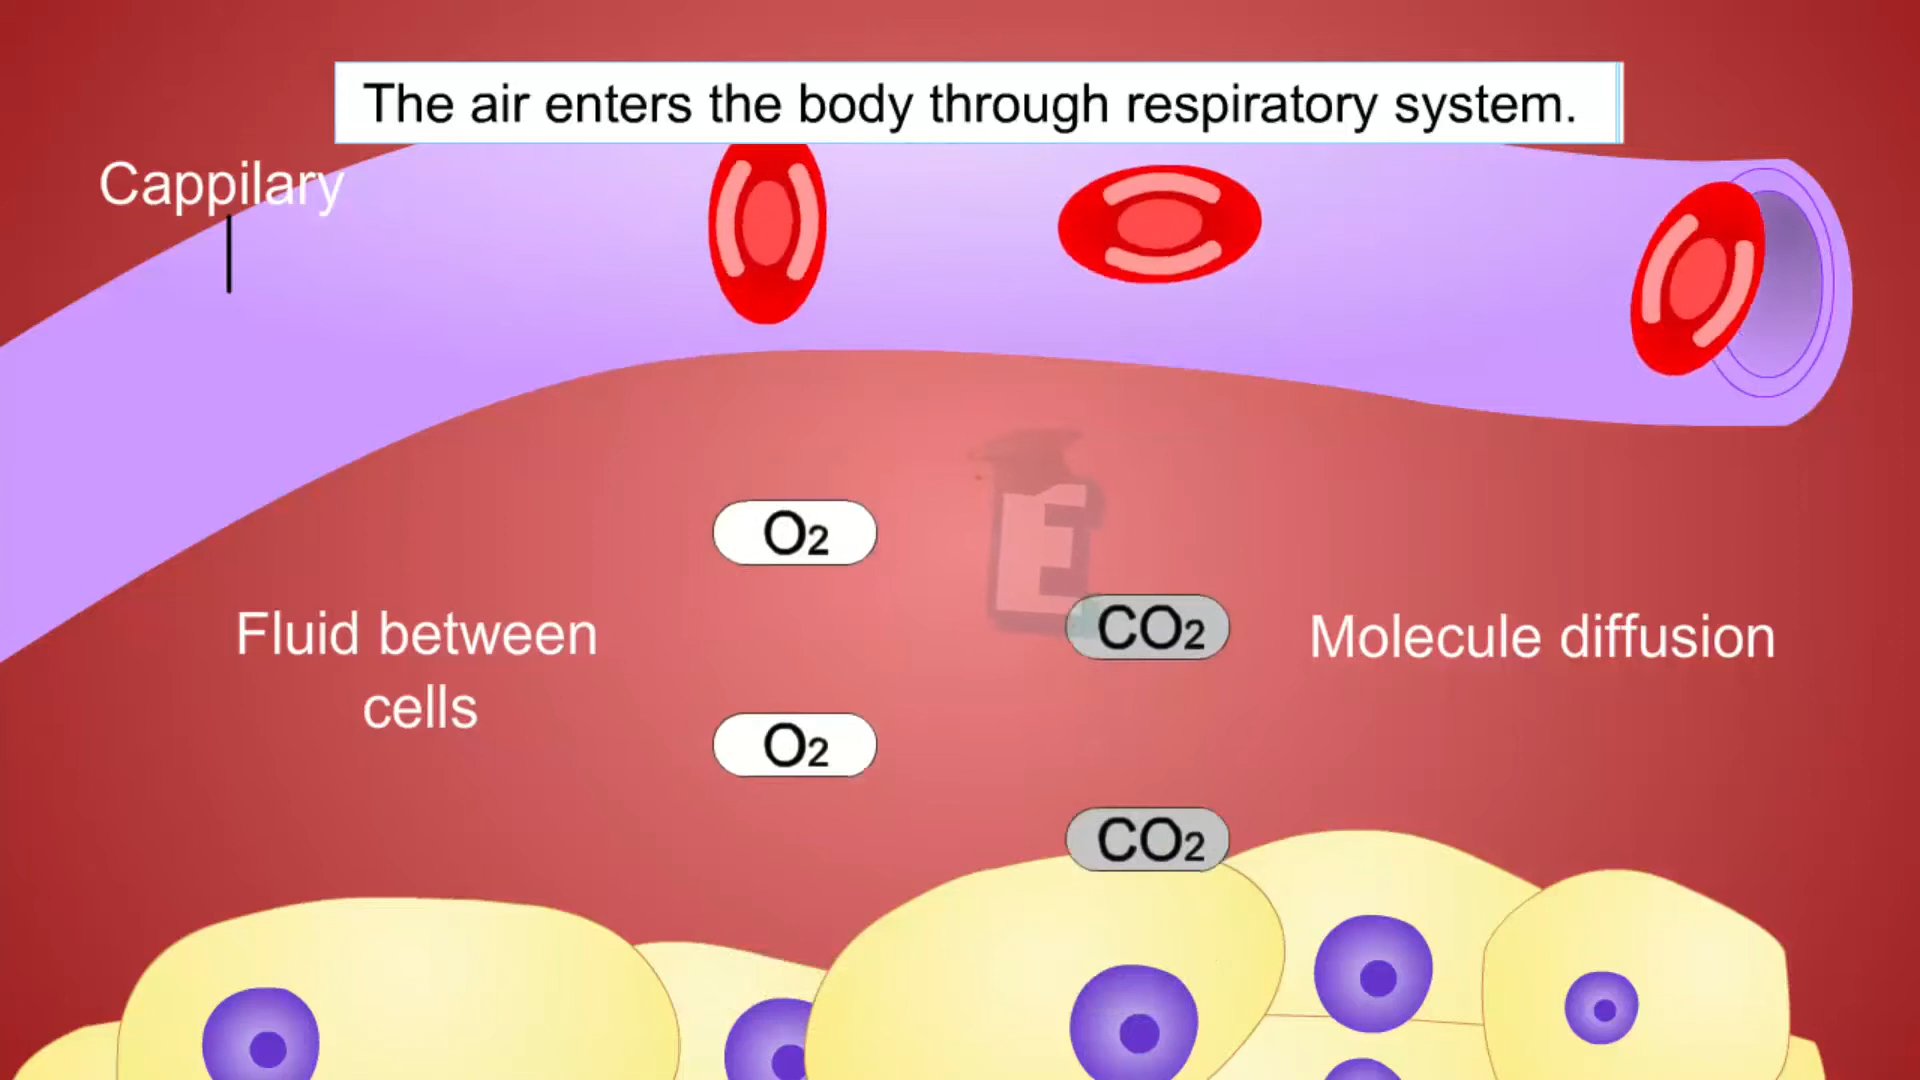 The air enters the body through respiratory system.
Cappilary
O2
CO2
Fluid between
cells
Molecule diffusion
O2
CO2
E